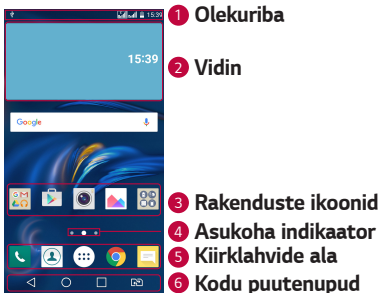 15:39
1 Olekuriba
15:39
2 Vidin
Google
3 Rakenduste ikoonid
4 Asukoha indikaator
5 Kiirklahvide ala
6 Kodu puutenupud